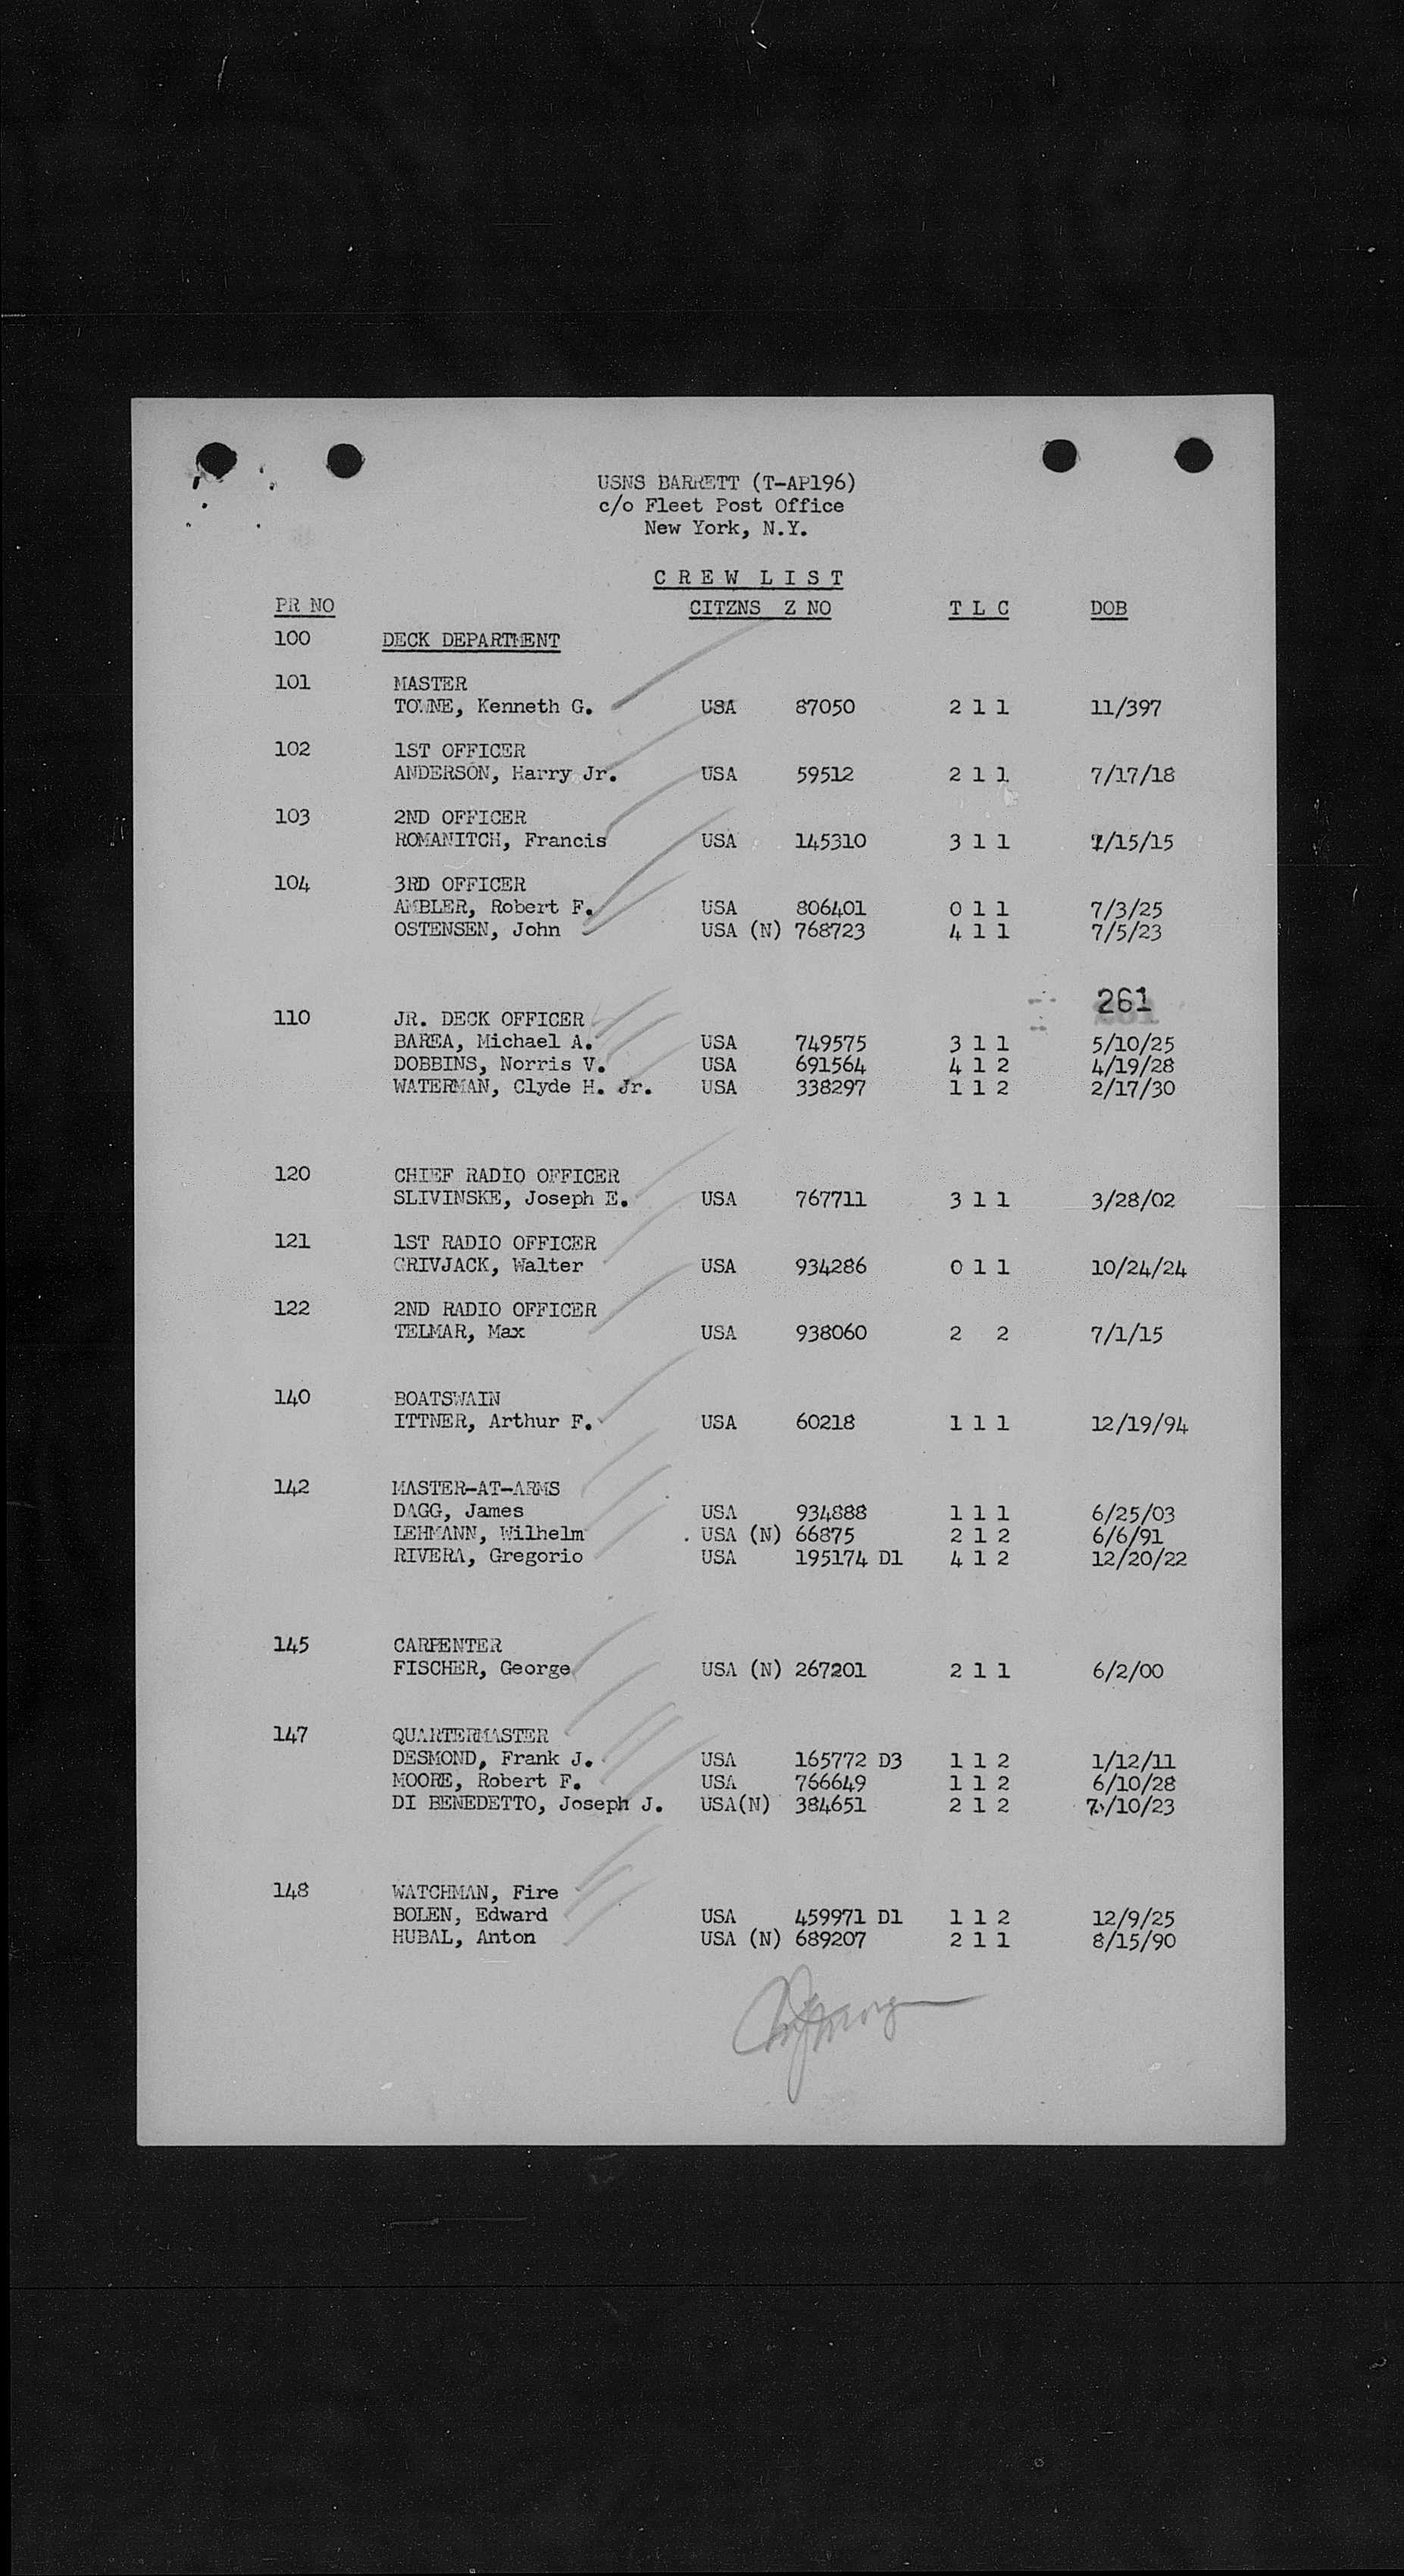 USNS BARRETT (T-AP196)
c/o Fleet Post Office
New York, N.Y.
C R E W L I S T
PR NO CITZNS Z NO T L C DOB
100 DECK DEPARTMENT
101 MASTER
TOWNE, Kenneth G. USA 87050 2 1 1 11/397
102 1ST OFFICER
ANDERSON, Harry Jr. USA 59512 2 1 1 7/17/18
103 2ND OFFICER
ROMANITCH, Francis USA 145310 3 1 1 /15/15
104 3RD OFFICER
AMBLER, Robert F. USA 806401 0 1 1 7/3/25
OSTENSEN, John USA (N) 768723 4 1 1 7/5/23
261
110 JR. DECK OFFICER
BAREA, Michael A. USA 749575 3 1 1 5/10/25
DOBBINS, Norris V. USA 691564 4 1 2 4/19/28
WATERMAN, Clyde H. Jr. USA 338297 1 1 2 2/17/30
120 CHIEF RADIO OFFICER
SLIVINSKE, Joseph E. USA 767711 3 1 1 3/28/02
121 1ST RADIO OFFICER
GRIVJACK, Walter USA 934286 0 1 1 10/24/24
122 2ND RADIO OFFICER
TELMAR, Max USA 938060 2 2 7/1/15
140 BOATSWAIN
ITTNER, Arthur F. USA 60218 1 1 1 12/19/94
142 MASTER-AT-ARMS
DAGG, James USA 934888 1 1 1 6/25/03
LEHMANN, Wilhelm . USA (N) 66875 2 1 2 6/6/91
RIVERA, Gregorio USA 195174 D1 4 1 2 12/20/22
145 CARPENTER
FISCHER, George USA (N) 267201 2 1 1 6/2/00
147 QUARTERMASTER
DESMOND, Frank J. USA 165772 D3 1 1 2 1/12/11
MOORE, Robert F. USA 766649 1 1 2 6/10/28
DI BENEDETTO, Joseph J. USA(N) 384651 2 1 2 7/10/23
148 WATCHMAN, Fire
BOLEN, Edward USA 459971 D1 1 1 2 12/9/25
HUBAL, Anton USA (N) 689207 2 1 1 8/15/90